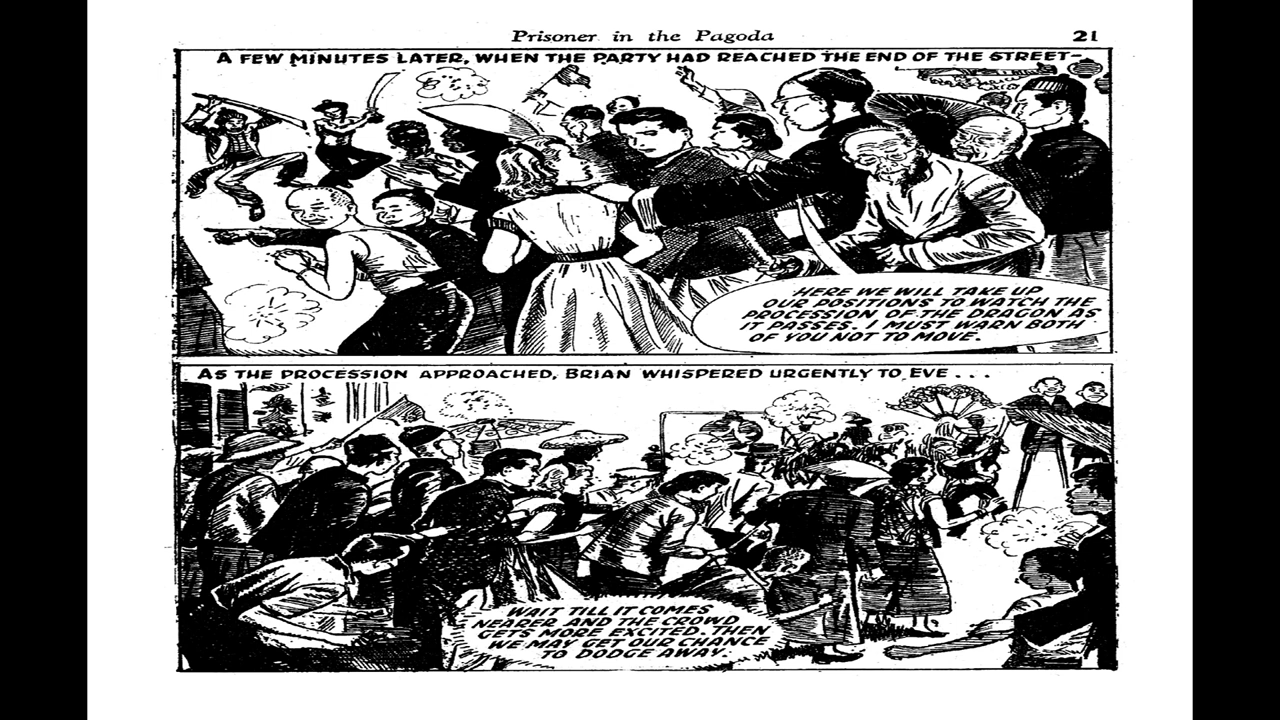 Prisoner in the Pagoda 21
A FEW MINUTES LATER, WHEN THE PARTY HAD REACHED THE END OF THE STREET-
HERE WE WILL TAKE UP
OUR POSITIONS TO WATCH THE
PROCESSION OF THE DRAGON AS
IT PASSES. I MUST WARN BOTH
OF YOU NOT TO MOVE.
AS THE PROCESSION APPROACHED, BRIAN WHISPERED URGENTLY TO EVE . . .
WAIT TILL IT COMES
NEARER AND THE CROWD
GETS MORE EXCITED. THEN
WE MAY GET OUR CHANCE
TO DODGE AWAY.